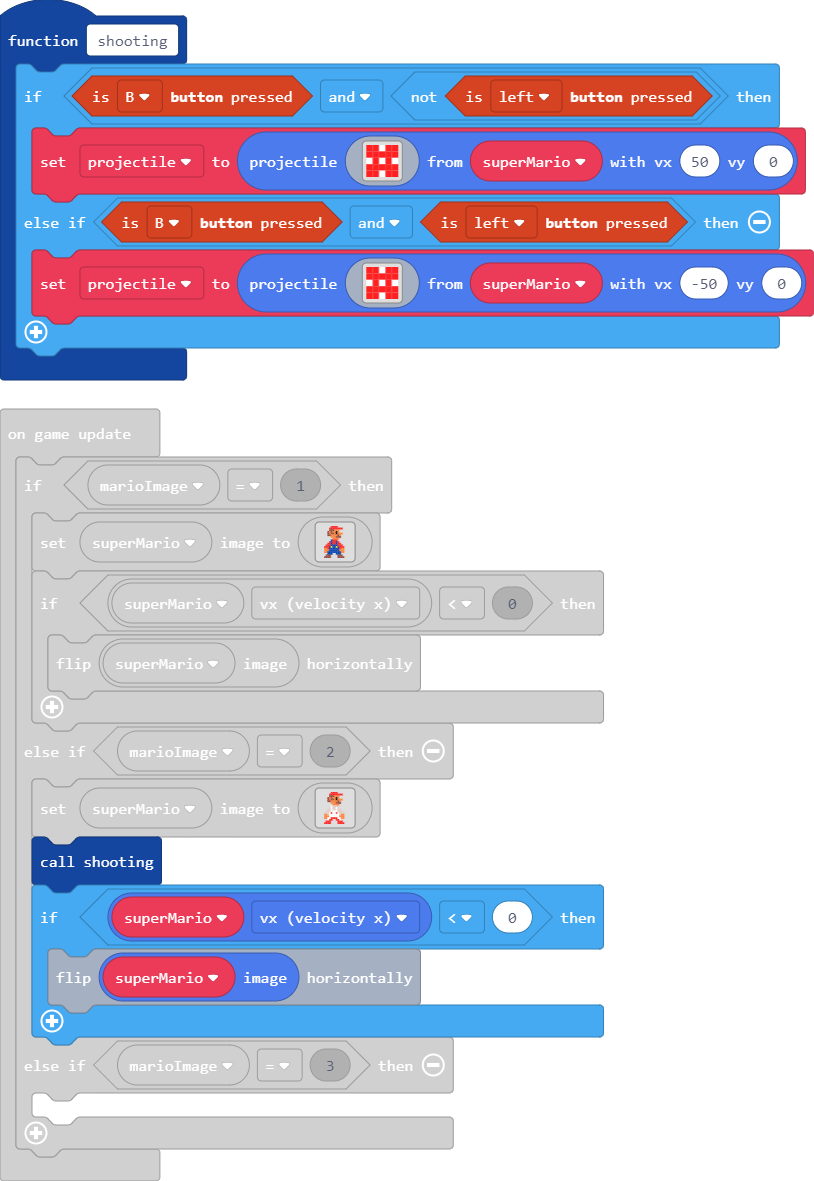 function shooting
if is B button pressed and not is left button pressed then
set projectile to projectile from superMario with vx 50 vy 0
else if is B button pressed and is left button pressed then
set projectile to projectile from superMario with vx -50 vy 0
on game update
if marioImage = 1 then
set superMario image to
if superMario vx (velocity x) < 0 then
flip superMario image horizontally
else if marioImage = 2 then
set superMario image to
call shooting
if superMario vx (velocity x) < 0 then
flip superMario image horizontally
else if marioImage = 3 then